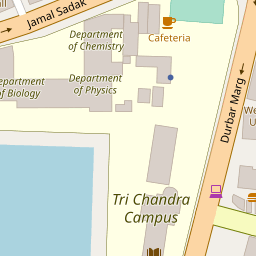 Jamal Sadak
Department
of Chemistry
Cafeteria
Department
of Physics
Department
of Biology
Durbar Marg
Tri Chandra
Campus